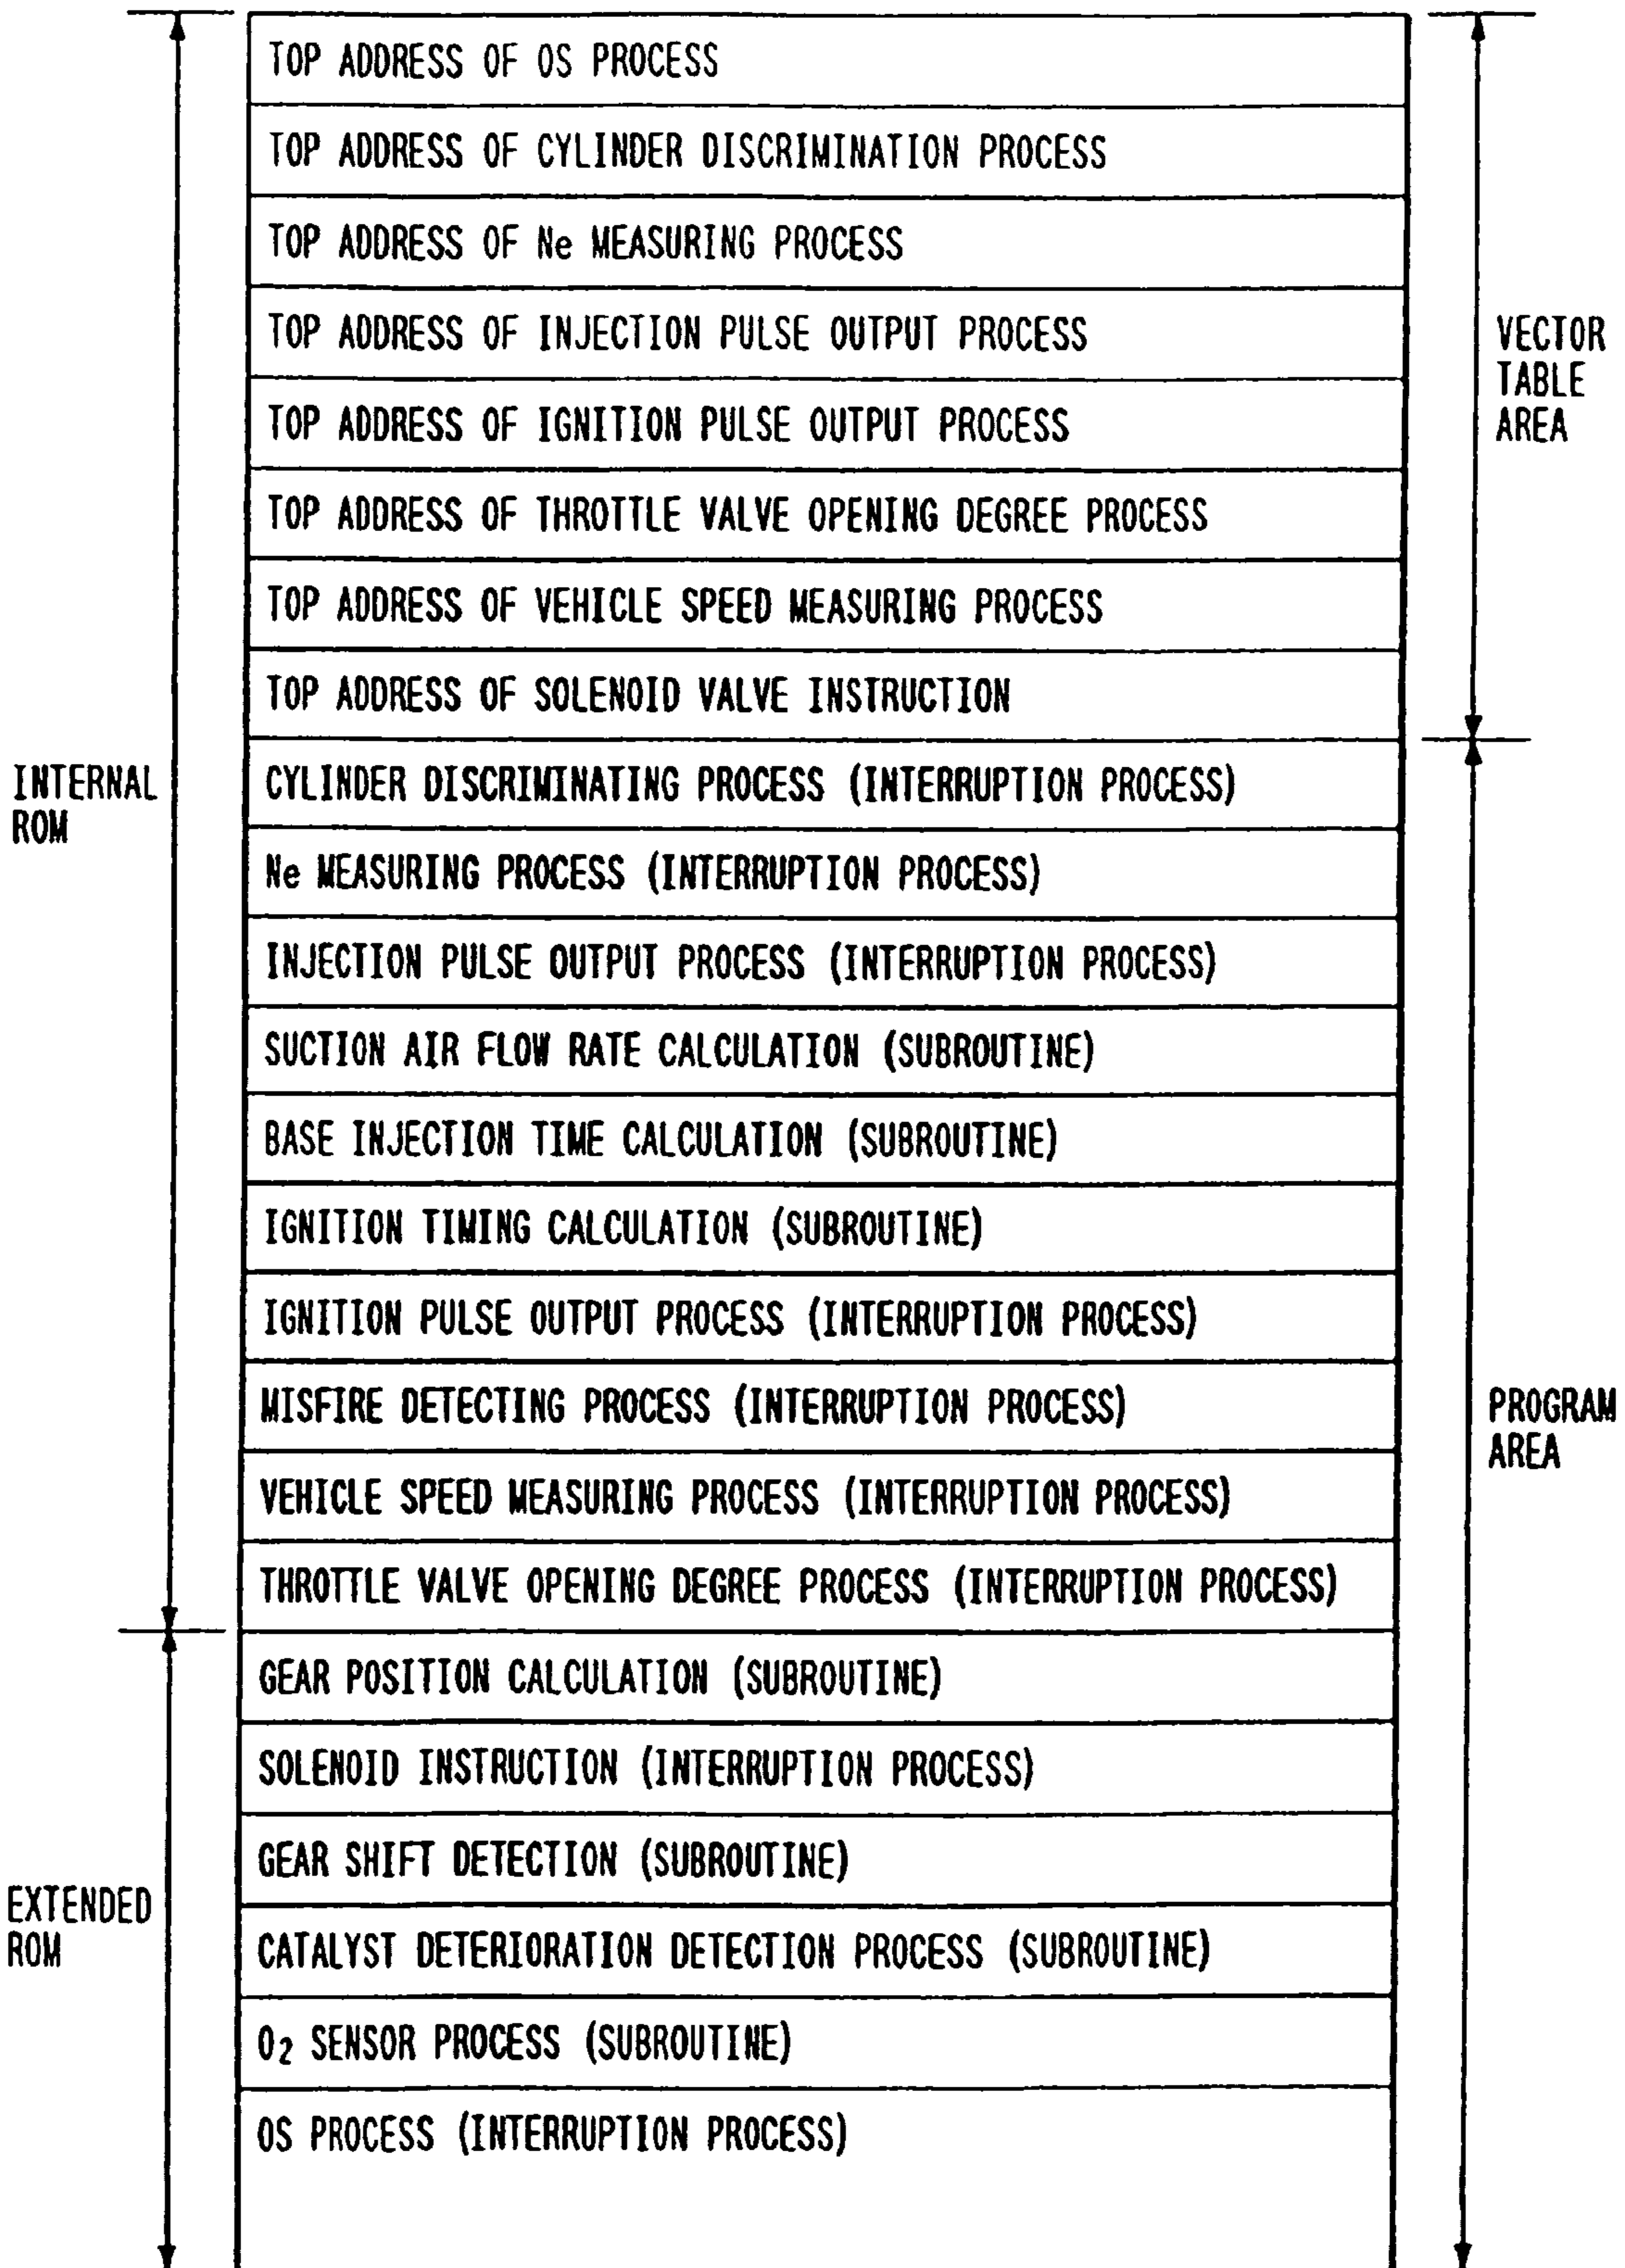 TOP ADDRESS OF OS PROCESS
TOP ADDRESS OF CYLINDER DISCRIMINATION PROCESS
TOP ADDRESS OF Ne MEASURING PROCESS
TOP ADDRESS OF INJECTION PULSE OUTPUT PROCESS
TOP ADDRESS OF IGNITION PULSE OUTPUT PROCESS
TOP ADDRESS OF THROTTLE VALVE OPENING DEGREE PROCESS
TOP ADDRESS OF VEHICLE SPEED MEASURING PROCESS
TOP ADDRESS OF SOLENOID VALVE INSTRUCTION
VECTOR
TABLE
AREA
INTERNAL
ROM
CYLINDER DISCRIMINATING PROCESS (INTERRUPTION PROCESS)
Ne MEASURING PROCESS (INTERRUPTION PROCESS)
INJECTION PULSE OUTPUT PROCESS (INTERRUPTION PROCESS)
SUCTION AIR FLOW RATE CALCULATION (SUBROUTINE)
BASE INJECTION TIME CALCULATION (SUBROUTINE)
IGNITION TIMING CALCULATION (SUBROUTINE)
IGNITION PULSE OUTPUT PROCESS (INTERRUPTION PROCESS)
MISFIRE DETECTING PROCESS (INTERRUPTION PROCESS)
VEHICLE SPEED MEASURING PROCESS (INTERRUPTION PROCESS)
THROTTLE VALVE OPENING DEGREE PROCESS (INTERRUPTION PROCESS)
PROGRAM
AREA
GEAR POSITION CALCULATION (SUBROUTINE)
SOLENOID INSTRUCTION (INTERRUPTION PROCESS)
GEAR SHIFT DETECTION (SUBROUTINE)
CATALYST DETERIORATION DETECTION PROCESS (SUBROUTINE)
O2 SENSOR PROCESS (SUBROUTINE)
OS PROCESS (INTERRUPTION PROCESS)
EXTENDED
ROM